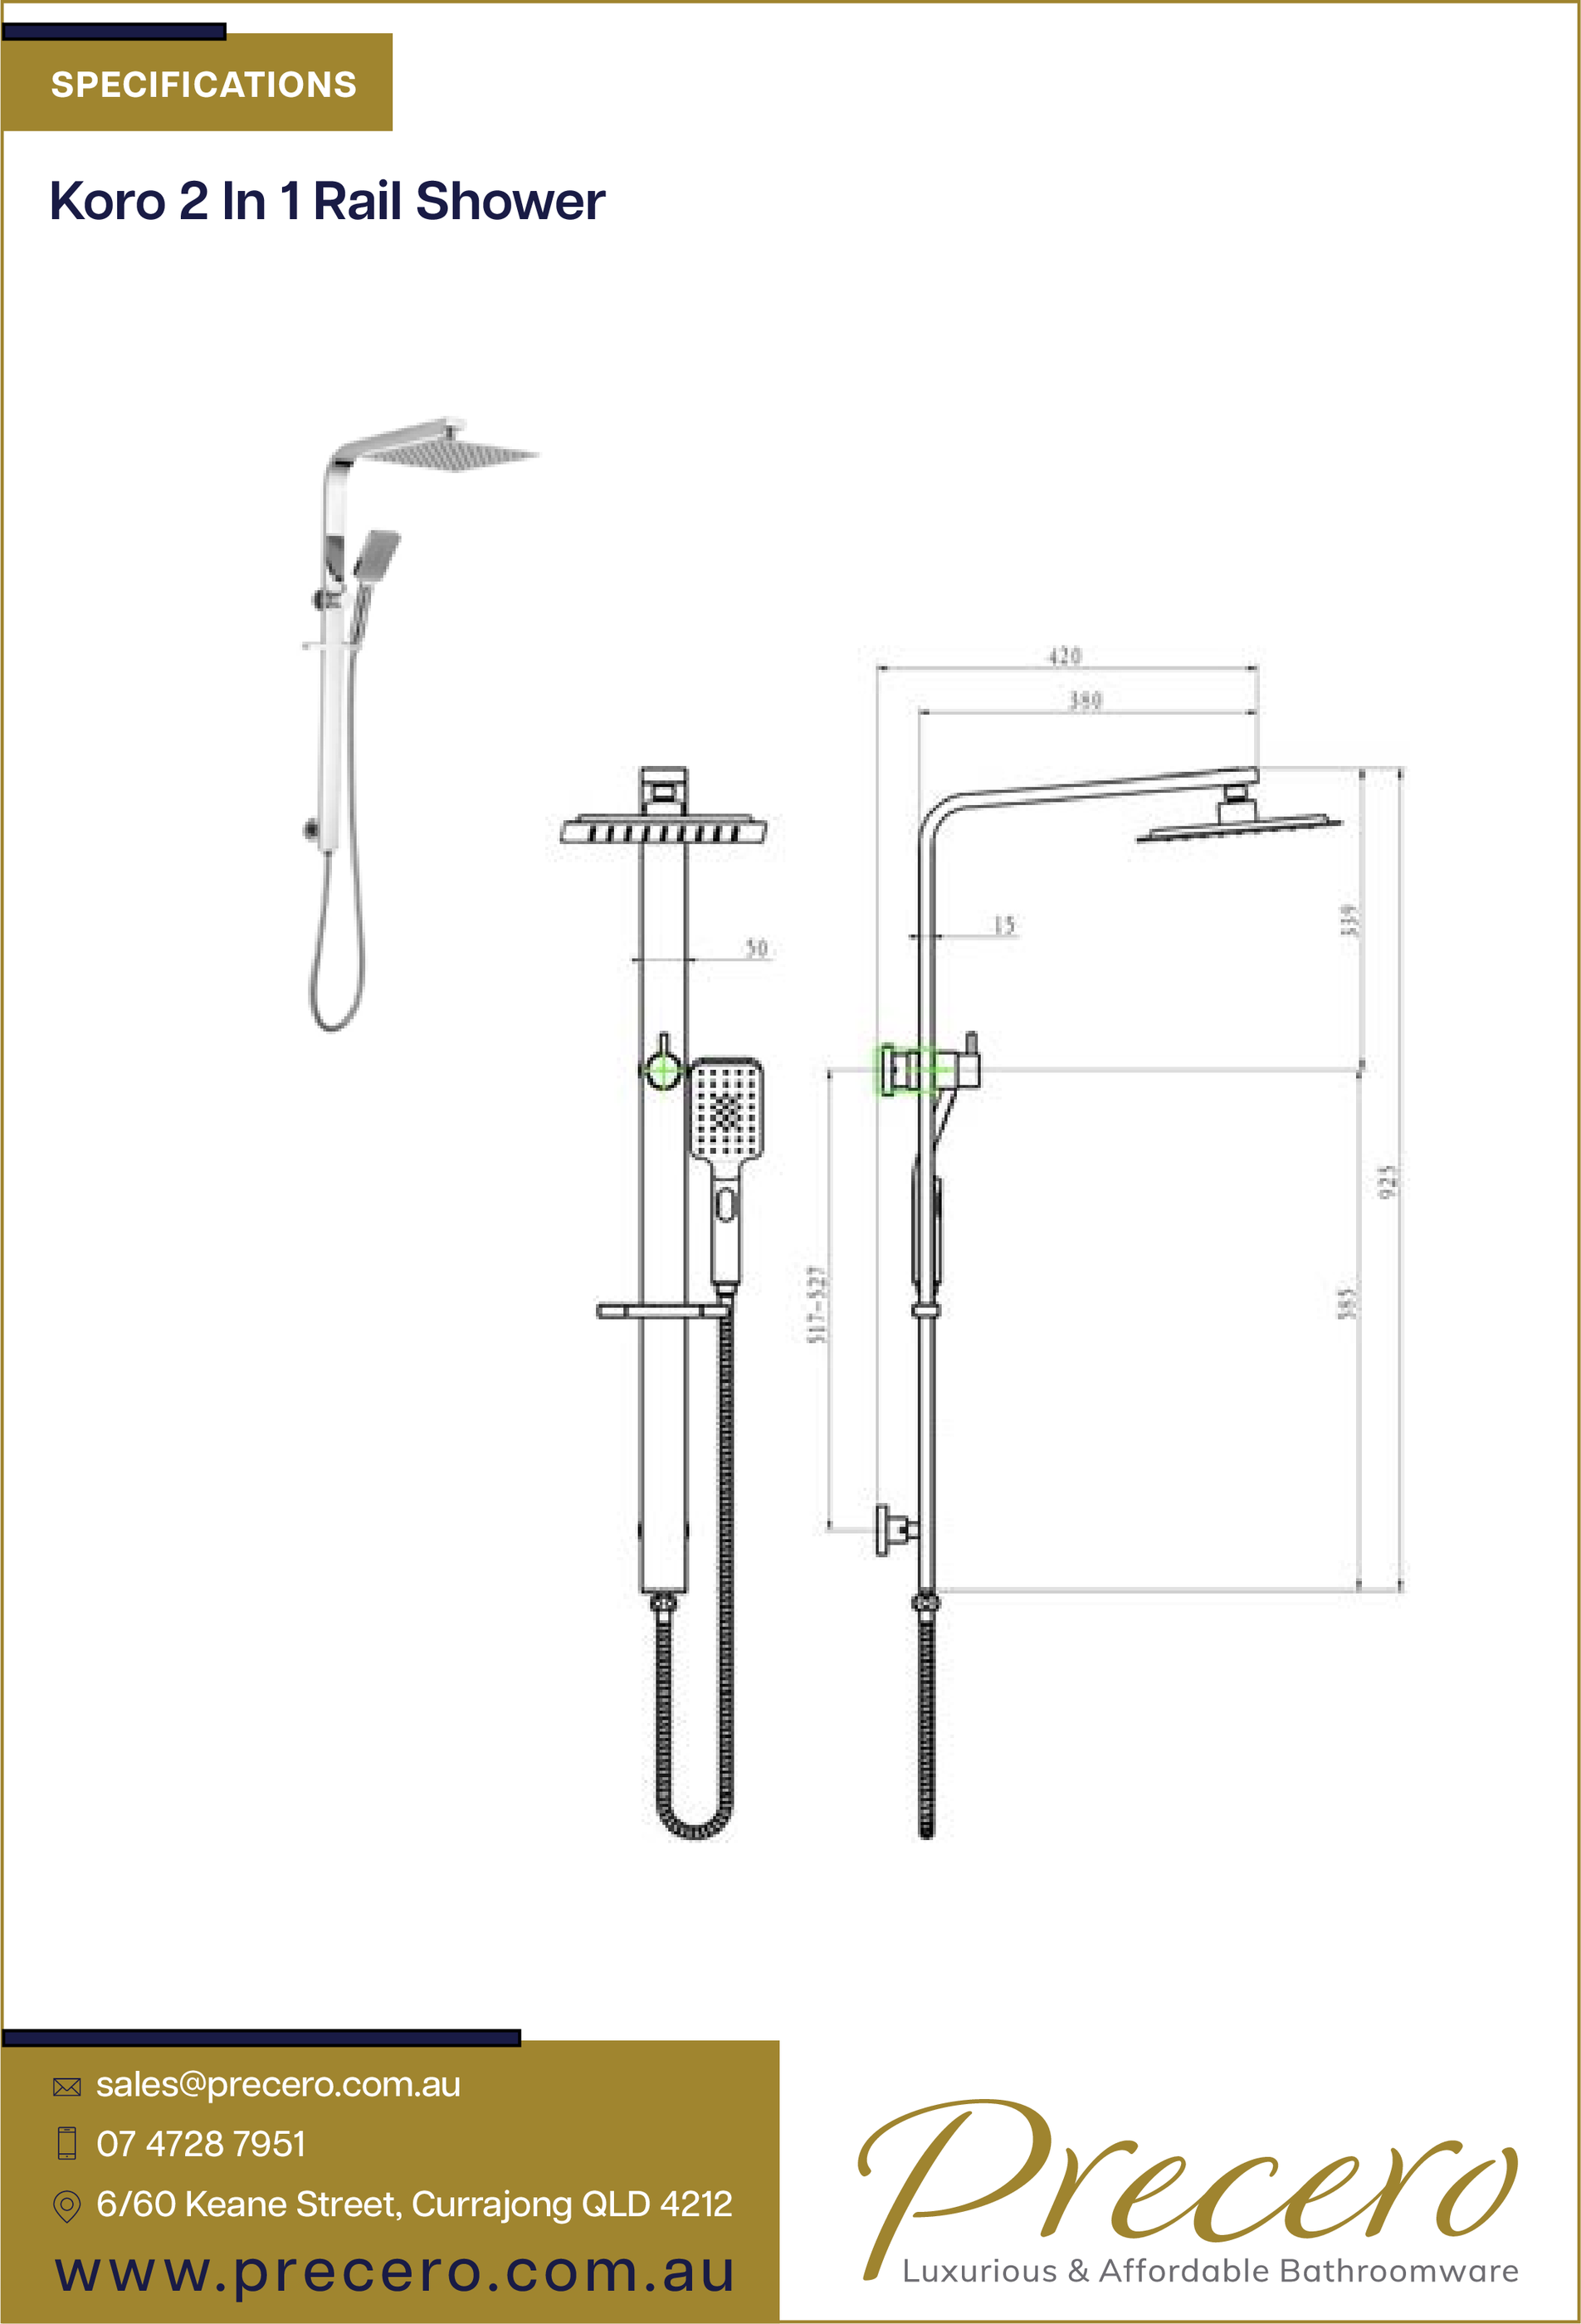 SPECIFICATIONS
Koro 2 In 1 Rail Shower
420
380
15
50
339
925
585
517-527
sales@precero.com.au
07 4728 7951
6/60 Keane Street, Currajong QLD 4212
www.precero.com.au
Precero
Luxurious & Affordable Bathroomware